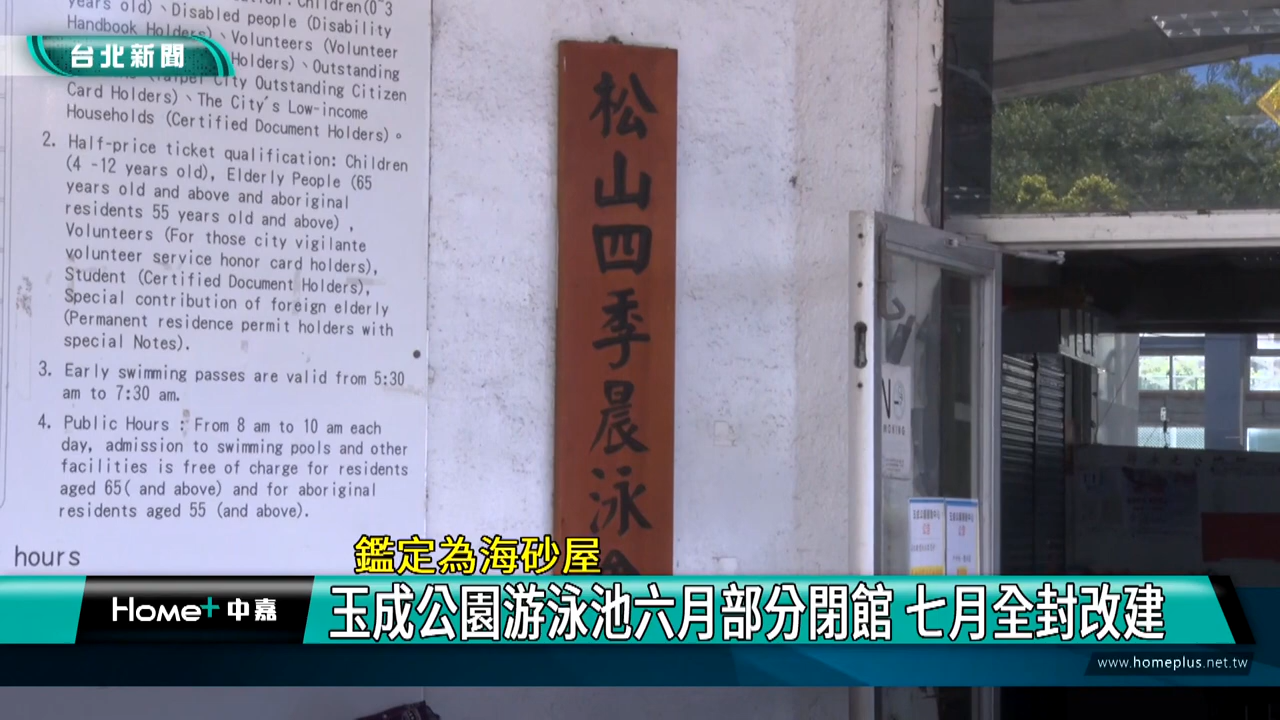 years old)、Disabled people (Disability
Handbook Holders)、Volunteers (Volunteer
Holders)、Outstanding
City Outstanding Citizen
Card Holders)、The City's Low-income
Households (Certified Document Holders)。
2. Half-price ticket qualification: Children
(4 -12 years old), Elderly People (65
years old and above and aboriginal
residents 55 years old and above) ,
Volunteers (For those city vigilante
volunteer service honor card holders),
Student (Certified Document Holders),
Special contribution of foreign elderly
(Permanent residence permit holders with
special Notes).
3. Early swimming passes are valid from 5:30
am to 7:30 am.
4. Public Hours : From 8 am to 10 am each
day, admission to swimming pools and other
facilities is free of charge for residents
aged 65( and above) and for aboriginal
residents aged 55 (and above).
hours
台北新聞
松山四季晨泳
鑑定為海砂屋
Home+中嘉
玉成公園游泳池六月部分閉館 七月全封改建
www.homeplus.net.tw